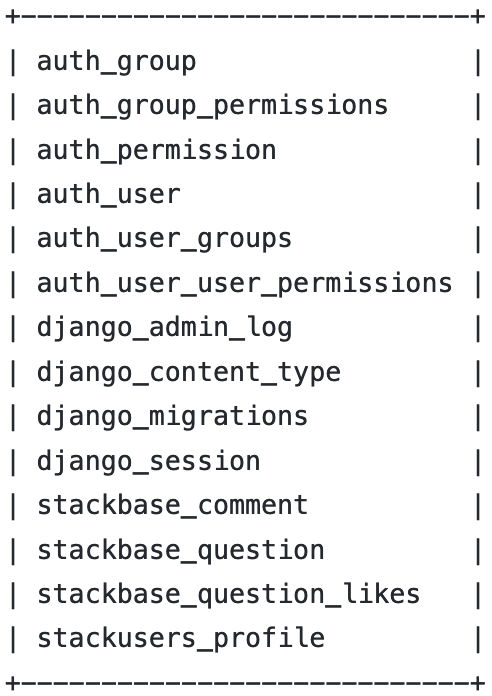 +-----------------------------+
| auth_group                  |
| auth_group_permissions      |
| auth_permission             |
| auth_user                   |
| auth_user_groups            |
| auth_user_user_permissions  |
| django_admin_log            |
| django_content_type         |
| django_migrations           |
| django_session              |
| stackbase_comment           |
| stackbase_question          |
| stackbase_question_likes    |
| stackusers_profile          |
+-----------------------------+